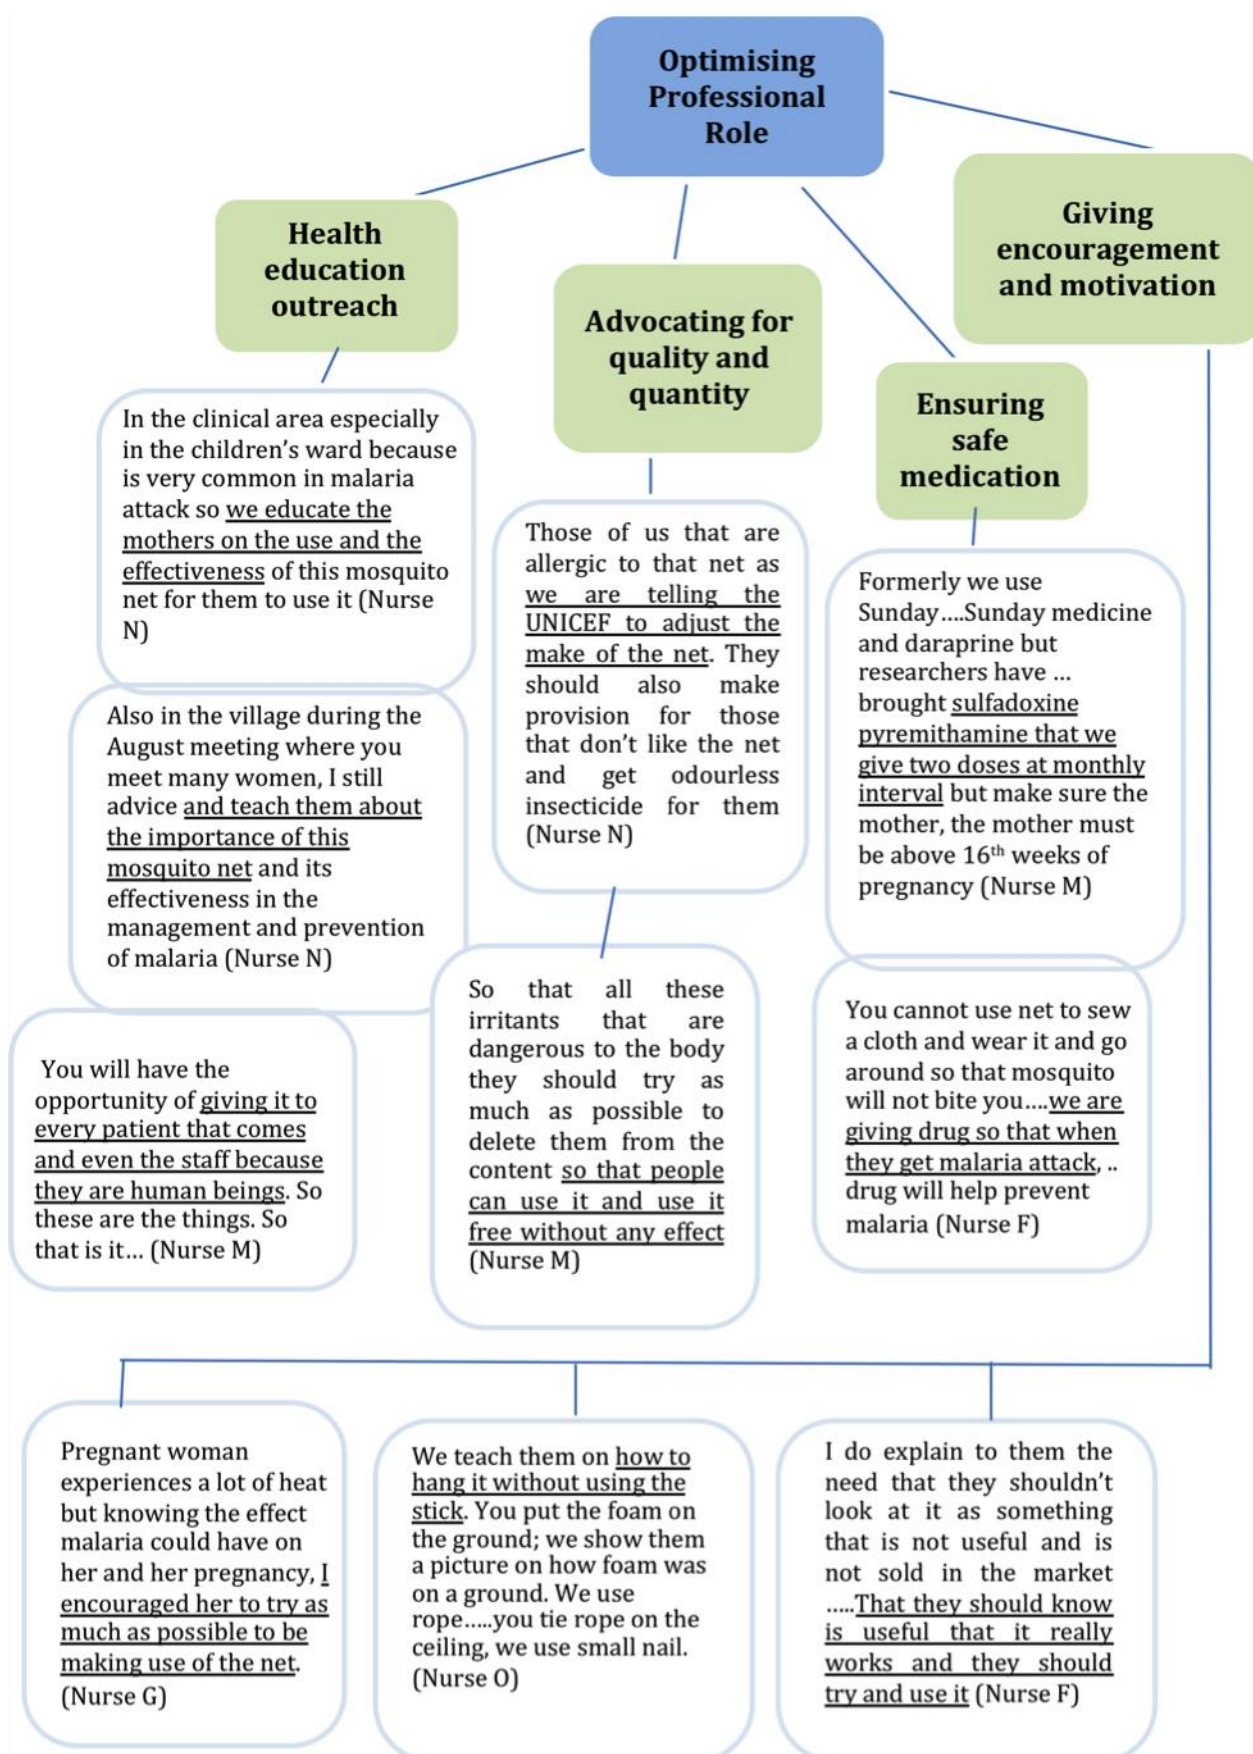 Optimising
Professional
Role
Health
education
outreach
Advocating for
quality and
quantity
Ensuring
safe
medication
Giving
encouragement
and motivation
In the clinical area especially
in the children’s ward because
is very common in malaria
attack so we educate the
mothers on the use and the
effectiveness of this mosquito
net for them to use it (Nurse
N)
Also in the village during the
August meeting where you
meet many women, I still
advice and teach them about
the importance of this
mosquito net and its
effectiveness in the
management and prevention
of malaria (Nurse N)
You will have the
opportunity of giving it to
every patient that comes
and even the staff because
they are human beings. So
these are the things. So
that is it… (Nurse M)
Those of us that are
allergic to that net as
we are telling the
UNICEF to adjust the
make of the net. They
should also make
provision for those
that don’t like the net
and get odourless
insecticide for them
(Nurse N)
So that all these
irritants that are
dangerous to the body
they should try as
much as possible to
delete them from the
content so that people
can use it and use it
free without any effect
(Nurse M)
Formerly we use
Sunday….Sunday medicine
and daraprine but
researchers have …
brought sulfadoxine
pyremithamine that we
give two doses at monthly
interval but make sure the
mother, the mother must
be above 16th weeks of
pregnancy (Nurse M)
You cannot use net to sew
a cloth and wear it and go
around so that mosquito
will not bite you….we are
giving drug so that when
they get malaria attack, ..
drug will help prevent
malaria (Nurse F)
Pregnant woman
experiences a lot of heat
but knowing the effect
malaria could have on
her and her pregnancy, I
encouraged her to try as
much as possible to be
making use of the net.
(Nurse G)
We teach them on how to
hang it without using the
stick. You put the foam on
the ground; we show them
a picture on how foam was
on a ground. We use
rope…..you tie rope on the
ceiling, we use small nail.
(Nurse O)
I do explain to them the
need that they shouldn’t
look at it as something
that is not useful and is
not sold in the market
…..That they should know
is useful that it really
works and they should
try and use it (Nurse F)